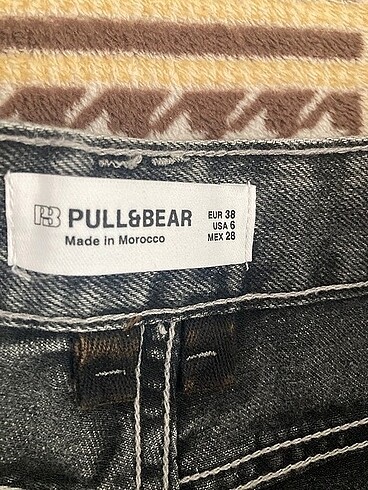 PB PULL&BEAR
Made in Morocco
EUR 38
USA 6
MEX 28